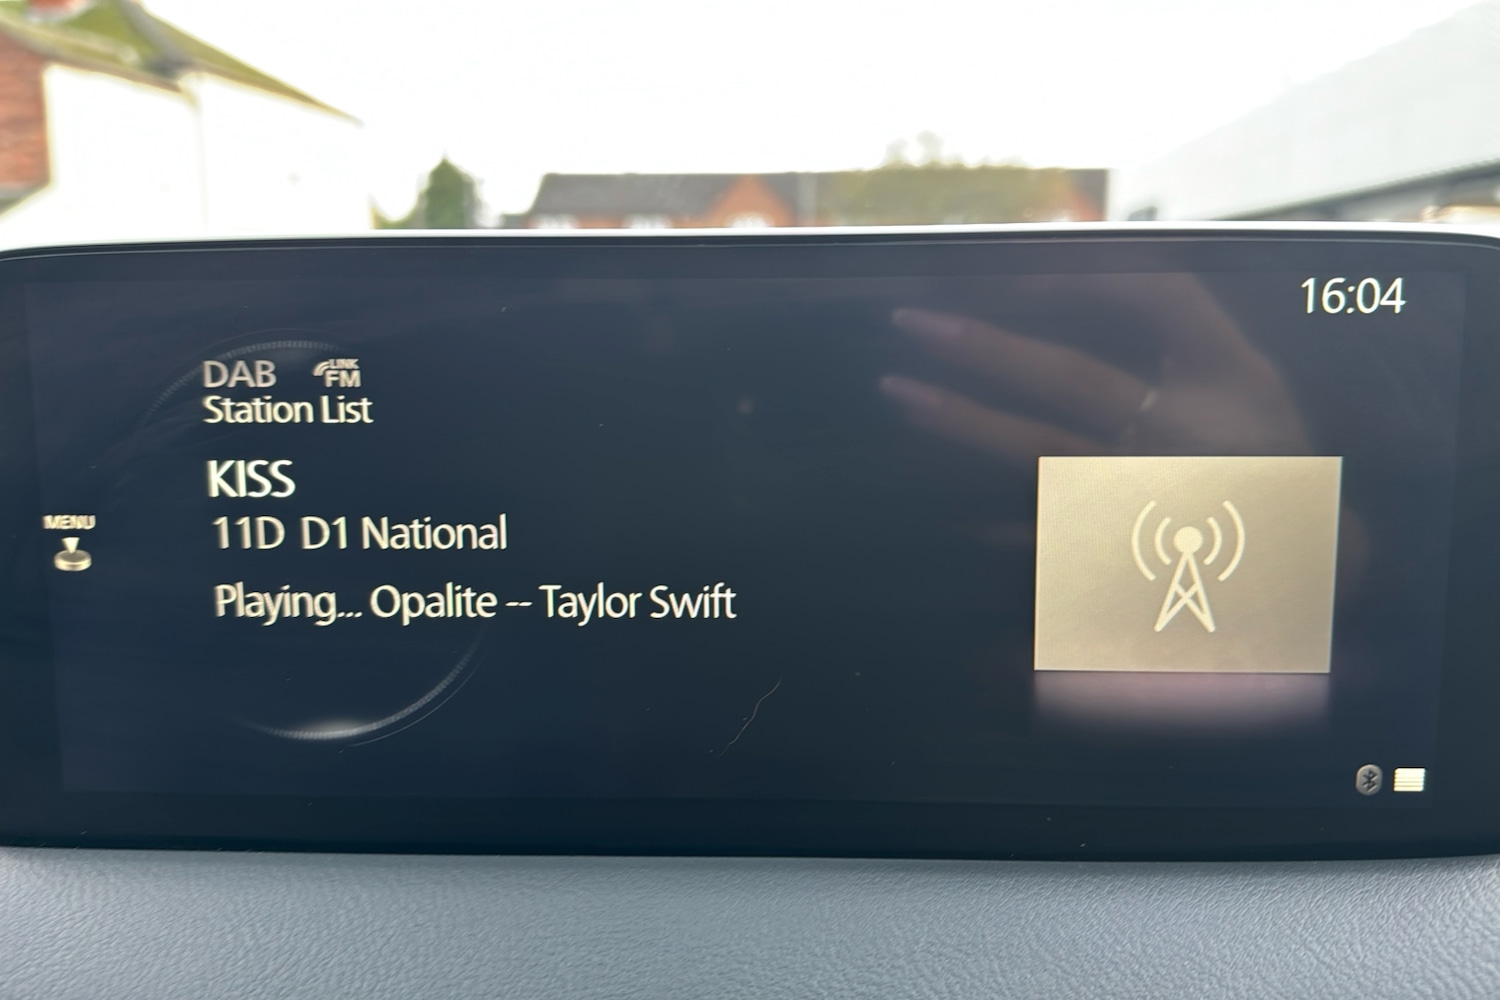 16:04
DAB LINK FM
Station List
KISS
MENU
11D D1 National
Playing... Opalite -- Taylor Swift